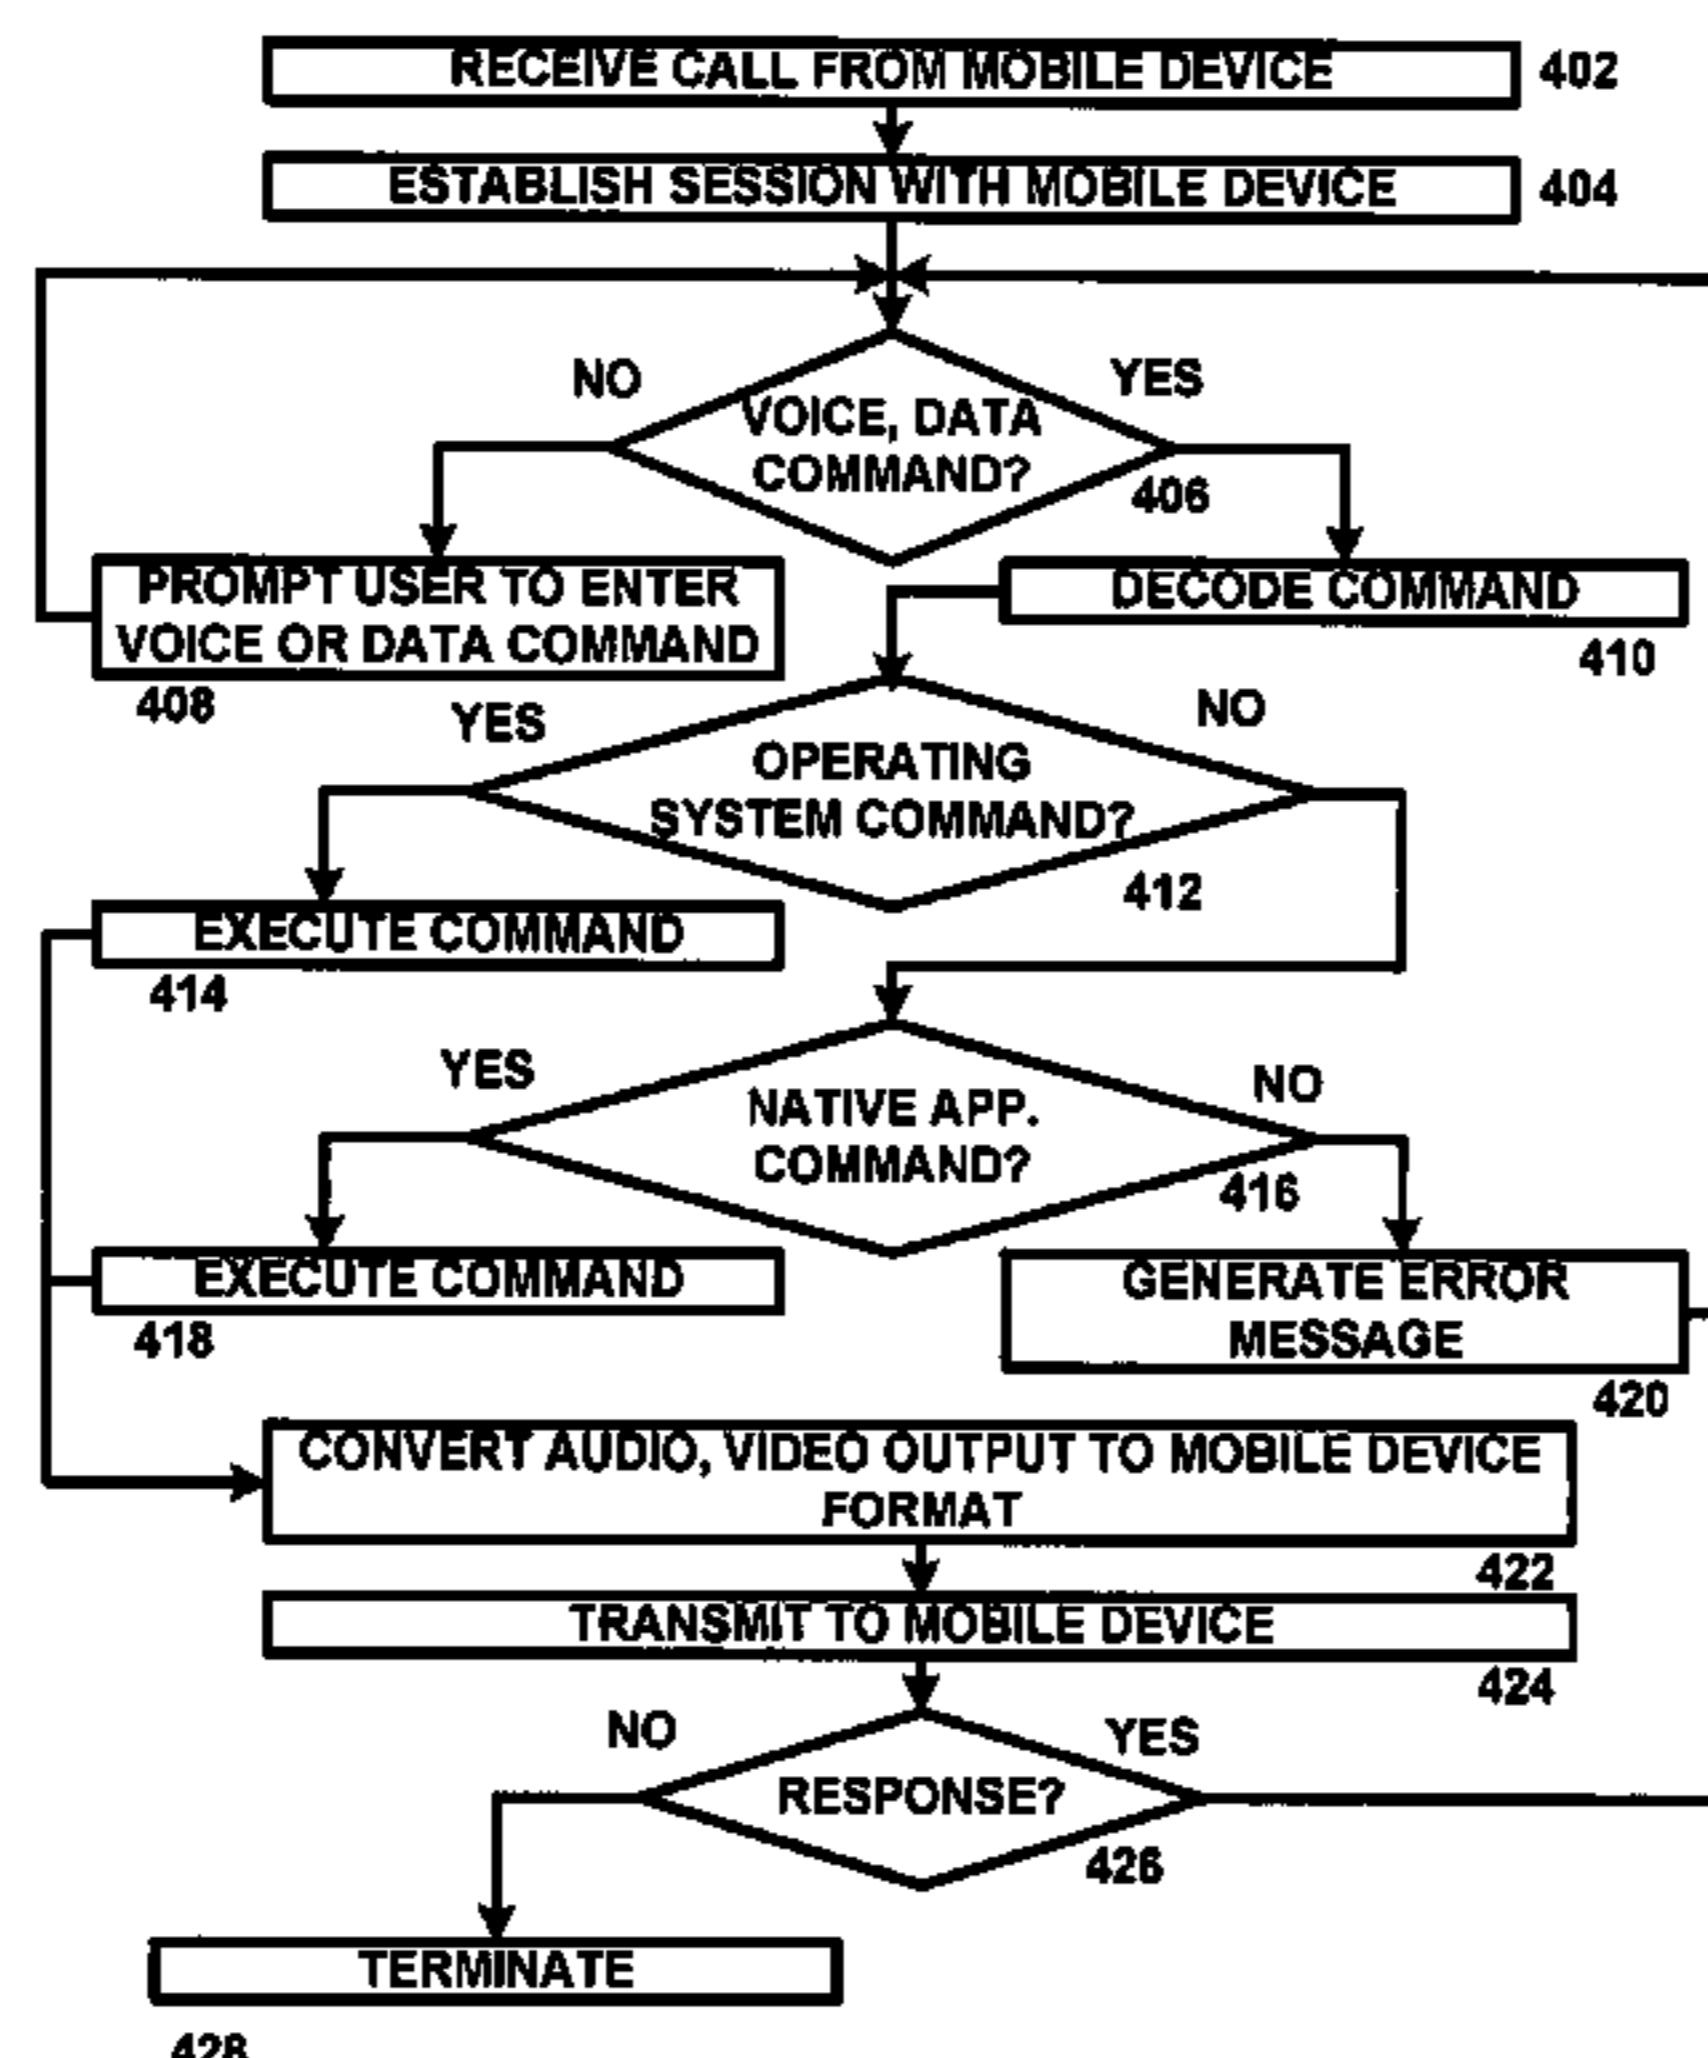 RECEIVE CALL FROM MOBILE DEVICE
402
ESTABLISH SESSION WITH MOBILE DEVICE
404
NO
YES
VOICE, DATA
COMMAND?
406
PROMPT USER TO ENTER
VOICE OR DATA COMMAND
408
DECODE COMMAND
410
YES
NO
OPERATING
SYSTEM COMMAND?
412
EXECUTE COMMAND
414
YES
NO
NATIVE APP.
COMMAND?
416
EXECUTE COMMAND
418
GENERATE ERROR
MESSAGE
420
CONVERT AUDIO, VIDEO OUTPUT TO MOBILE DEVICE
FORMAT
422
TRANSMIT TO MOBILE DEVICE
424
NO
YES
RESPONSE?
426
TERMINATE
428